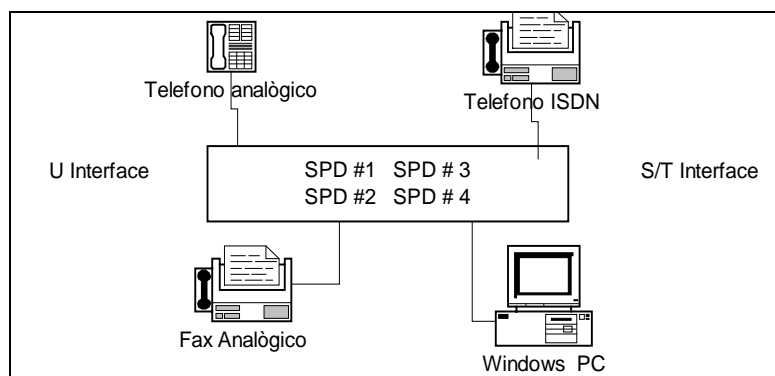 Telefono analògico
Telefono ISDN
U Interface
SPD #1 SPD # 3
S/T Interface
SPD #2 SPD # 4
Fax Analògico
Windows PC